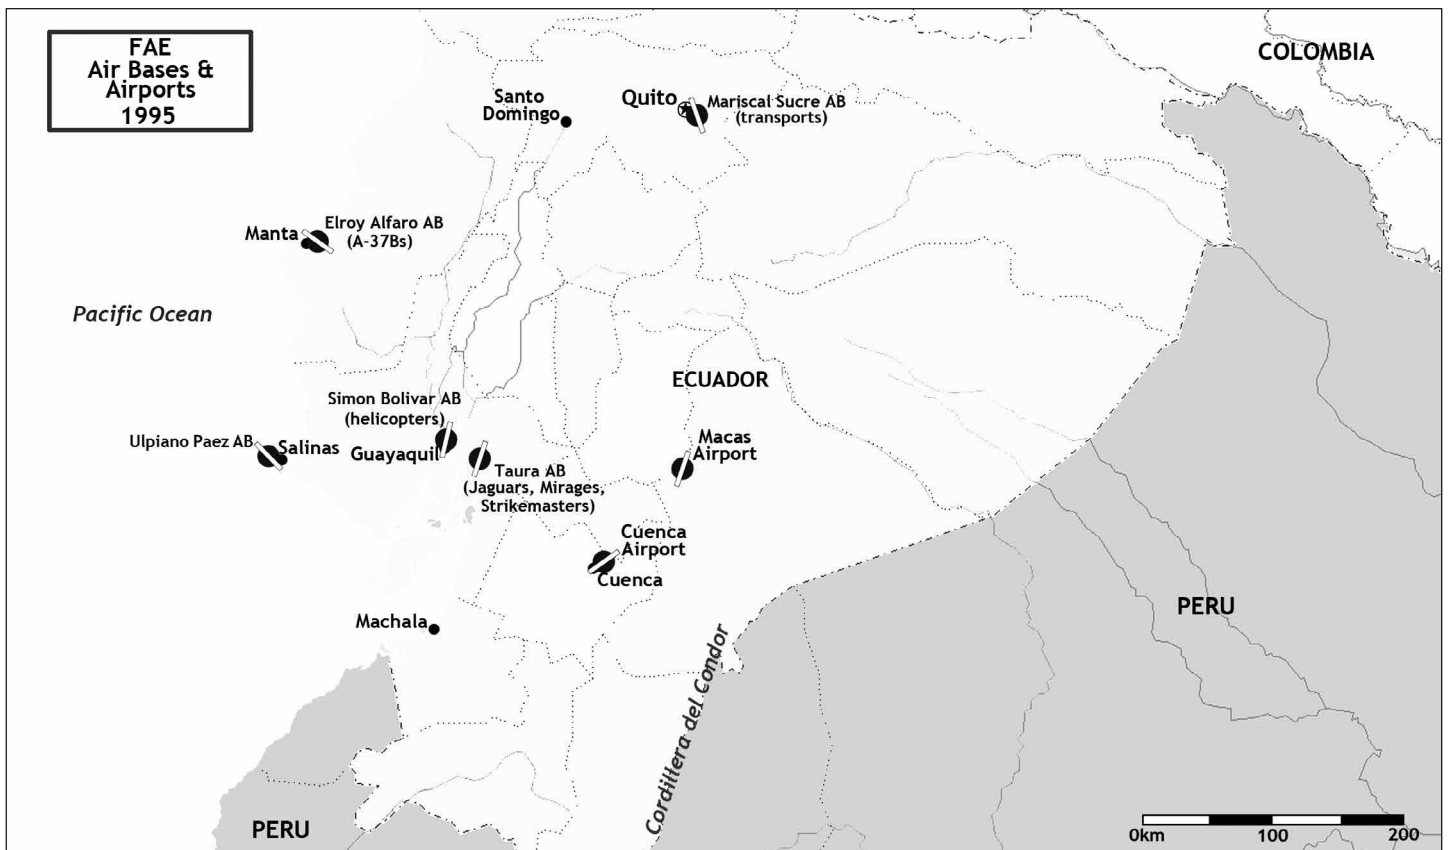 FAE
Air Bases &
Airports
1995
COLOMBIA
Santo
Domingo
Quito
Mariscal Sucre AB
(transports)
Manta
Elroy Alfaro AB
(A-37Bs)
Pacific Ocean
ECUADOR
Simon Bolivar AB
(helicopters)
Ulpiano Paez AB
Salinas
Guayaquil
Macas
Airport
Taura AB
(Jaguars, Mirages,
Strikemasters)
Cuenca
Airport
Cuenca
Machala
PERU
Cordillera del Condor
PERU
0km
100
200